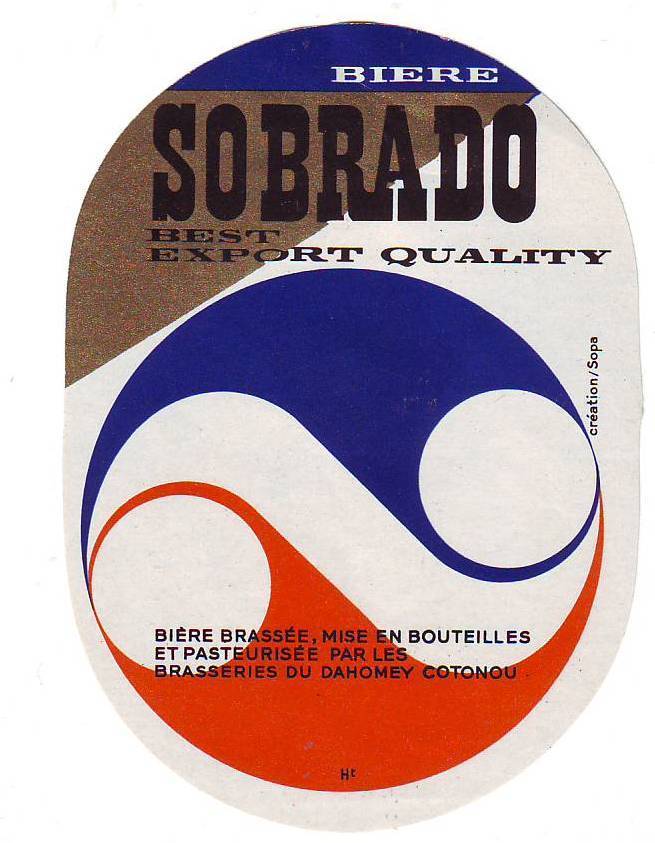 BIERE
SOBRADO
BEST
EXPORT QUALITY
création/Sopa
BIÈRE BRASSÉE, MISE EN BOUTEILLES
ET PASTEURISÉE PAR LES
BRASSERIES DU DAHOMEY COTONOU
Ht